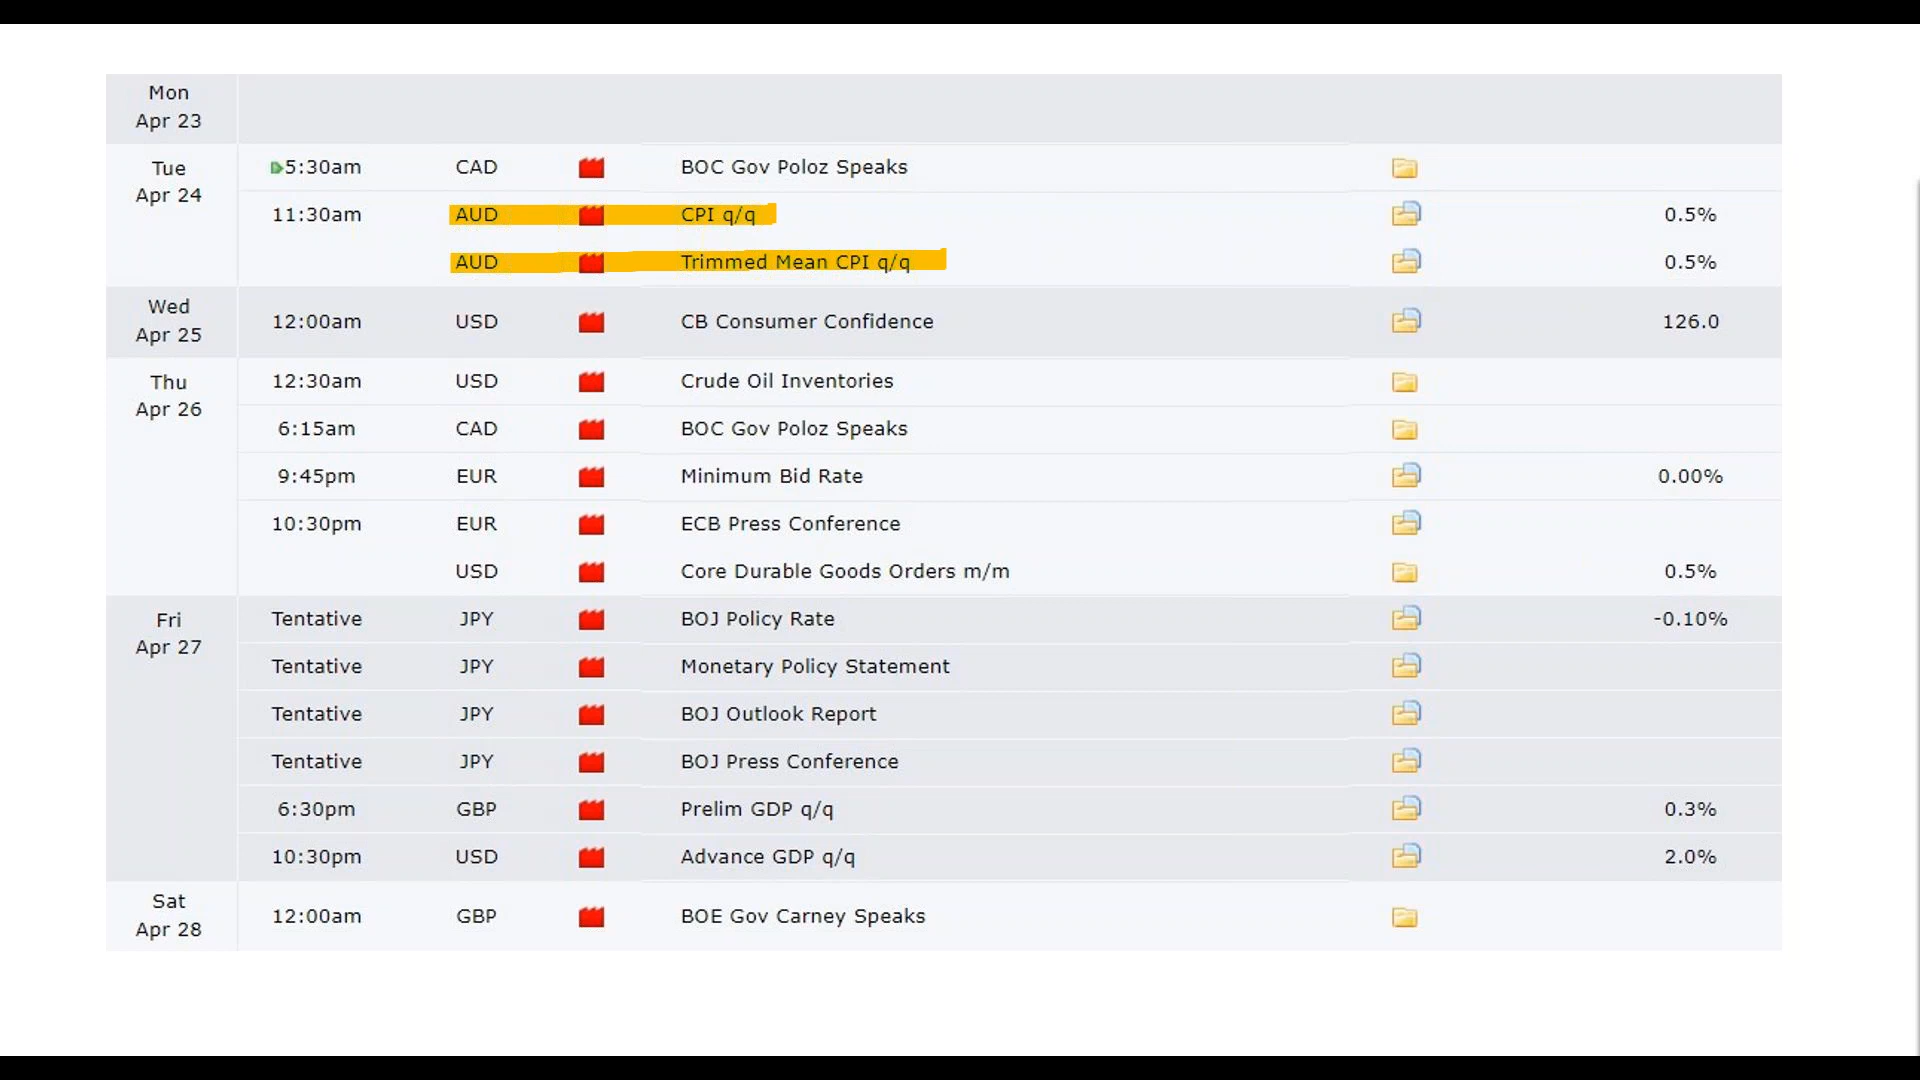 Mon
Apr 23
Tue
Apr 24
5:30am CAD BOC Gov Poloz Speaks
11:30am AUD CPI q/q 0.5%
AUD Trimmed Mean CPI q/q 0.5%
Wed
Apr 25
12:00am USD CB Consumer Confidence 126.0
Thu
Apr 26
12:30am USD Crude Oil Inventories
6:15am CAD BOC Gov Poloz Speaks
9:45pm EUR Minimum Bid Rate 0.00%
10:30pm EUR ECB Press Conference
USD Core Durable Goods Orders m/m 0.5%
Fri
Apr 27
Tentative JPY BOJ Policy Rate -0.10%
Tentative JPY Monetary Policy Statement
Tentative JPY BOJ Outlook Report
Tentative JPY BOJ Press Conference
6:30pm GBP Prelim GDP q/q 0.3%
10:30pm USD Advance GDP q/q 2.0%
Sat
Apr 28
12:00am GBP BOE Gov Carney Speaks